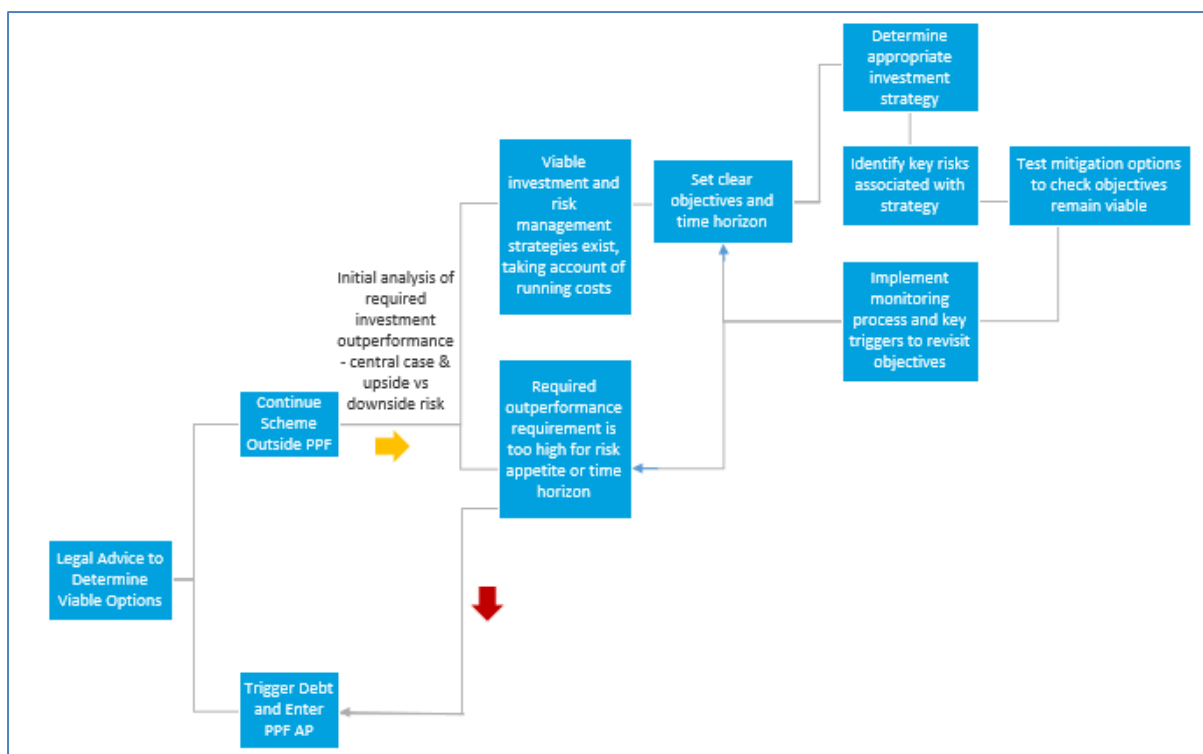 Legal Advice to
Determine
Viable Options
Continue
Scheme
Outside PPF
Trigger Debt
and Enter
PPF AP
Initial analysis of
required
investment
outperformance
- central case &
upside vs
downside risk
Viable
investment and
risk
management
strategies exist,
taking account of
running costs
Required
outperformance
requirement is
too high for risk
appetite or time
horizon
Set clear
objectives and
time horizon
Determine
appropriate
investment
strategy
Identify key risks
associated with
strategy
Test mitigation options
to check objectives
remain viable
Implement
monitoring
process and key
triggers to revisit
objectives